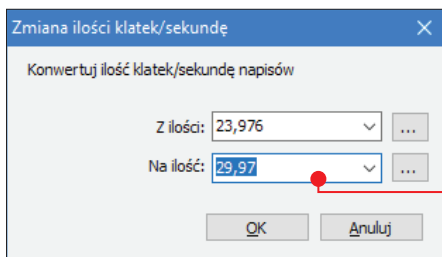 Zmiana ilości klatek/sekundę
Konwertuj ilość klatek/sekundę napisów
Z ilości: 23,976 ...
Na ilość: 29,97 ...
OK Anuluj